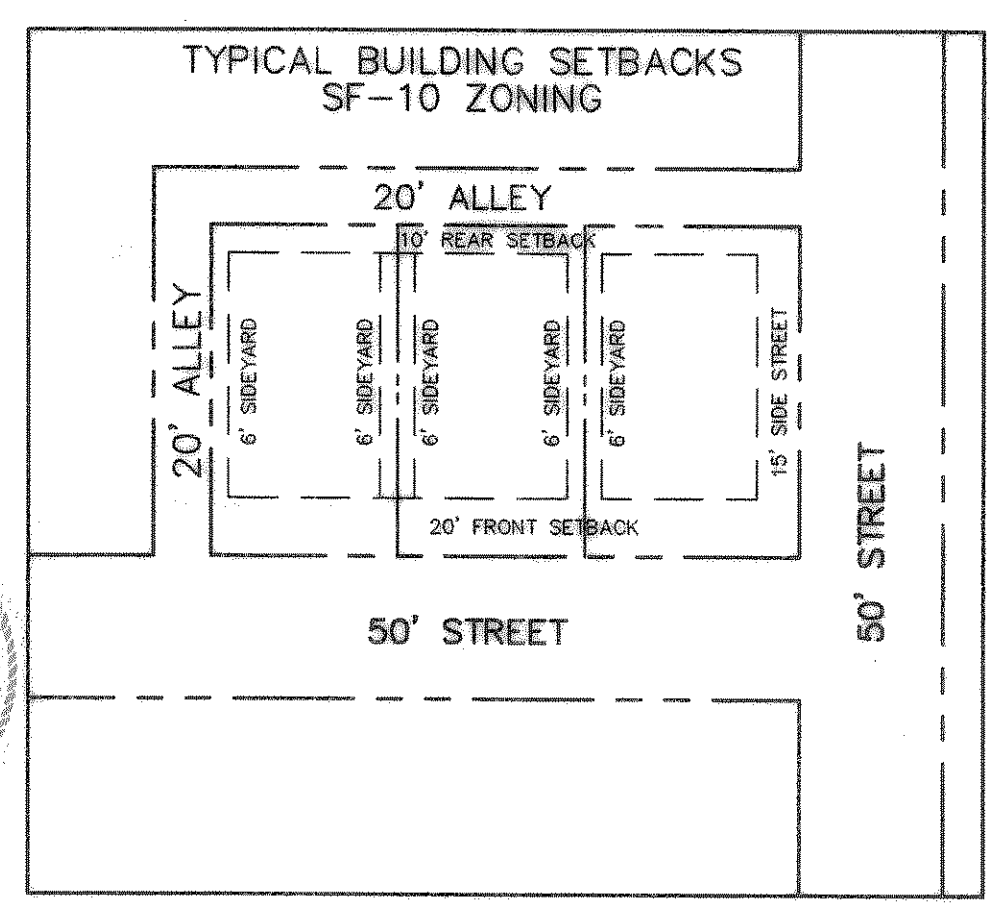 TYPICAL BUILDING SETBACKS
SF-10 ZONING
20' ALLEY
10' REAR SETBACK
20' ALLEY
6' SIDEYARD
6' SIDEYARD
6' SIDEYARD
6' SIDEYARD
6' SIDEYARD
15' SIDE STREET
20' FRONT SETBACK
50' STREET
50' STREET